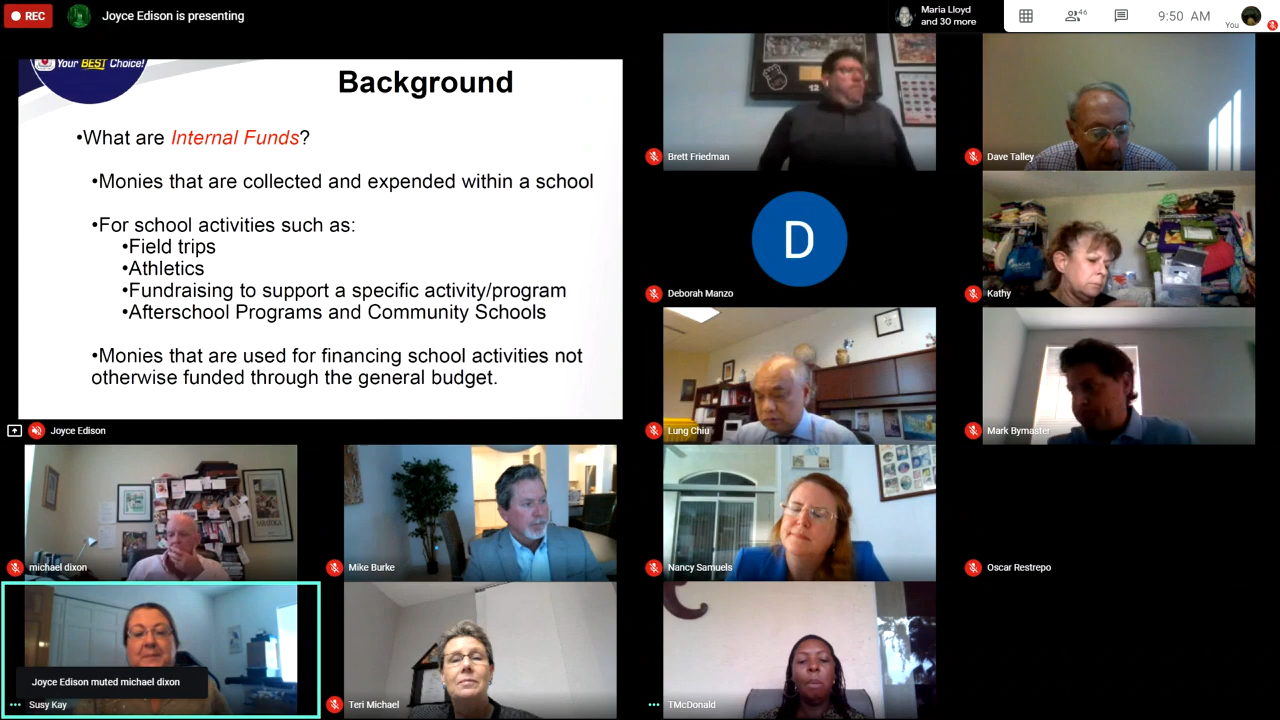 REC
Joyce Edison is presenting
Maria Lloyd
and 30 more
46
9:50 AM
You
Your BEST Choice!
Background
•What are Internal Funds?
•Monies that are collected and expended within a school
•For school activities such as:
•Field trips
•Athletics
•Fundraising to support a specific activity/program
•Afterschool Programs and Community Schools
•Monies that are used for financing school activities not
otherwise funded through the general budget.
Joyce Edison
12
Brett Friedman
Dave Talley
D
Deborah Manzo
Kathy
Lung Chiu
Mark Bymaster
michael dixon
Mike Burke
Nancy Samuels
Oscar Restrepo
Joyce Edison muted michael dixon
Susy Kay
Teri Michael
TMcDonald